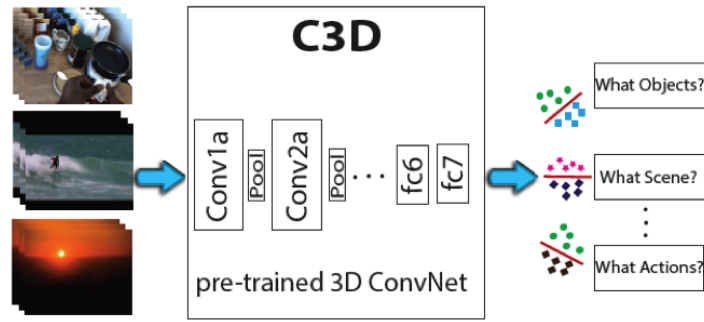 C3D
Conv1a
Pool
Conv2a
Pool
...
fc6
fc7
pre-trained 3D ConvNet
What Objects?
What Scene?
What Actions?